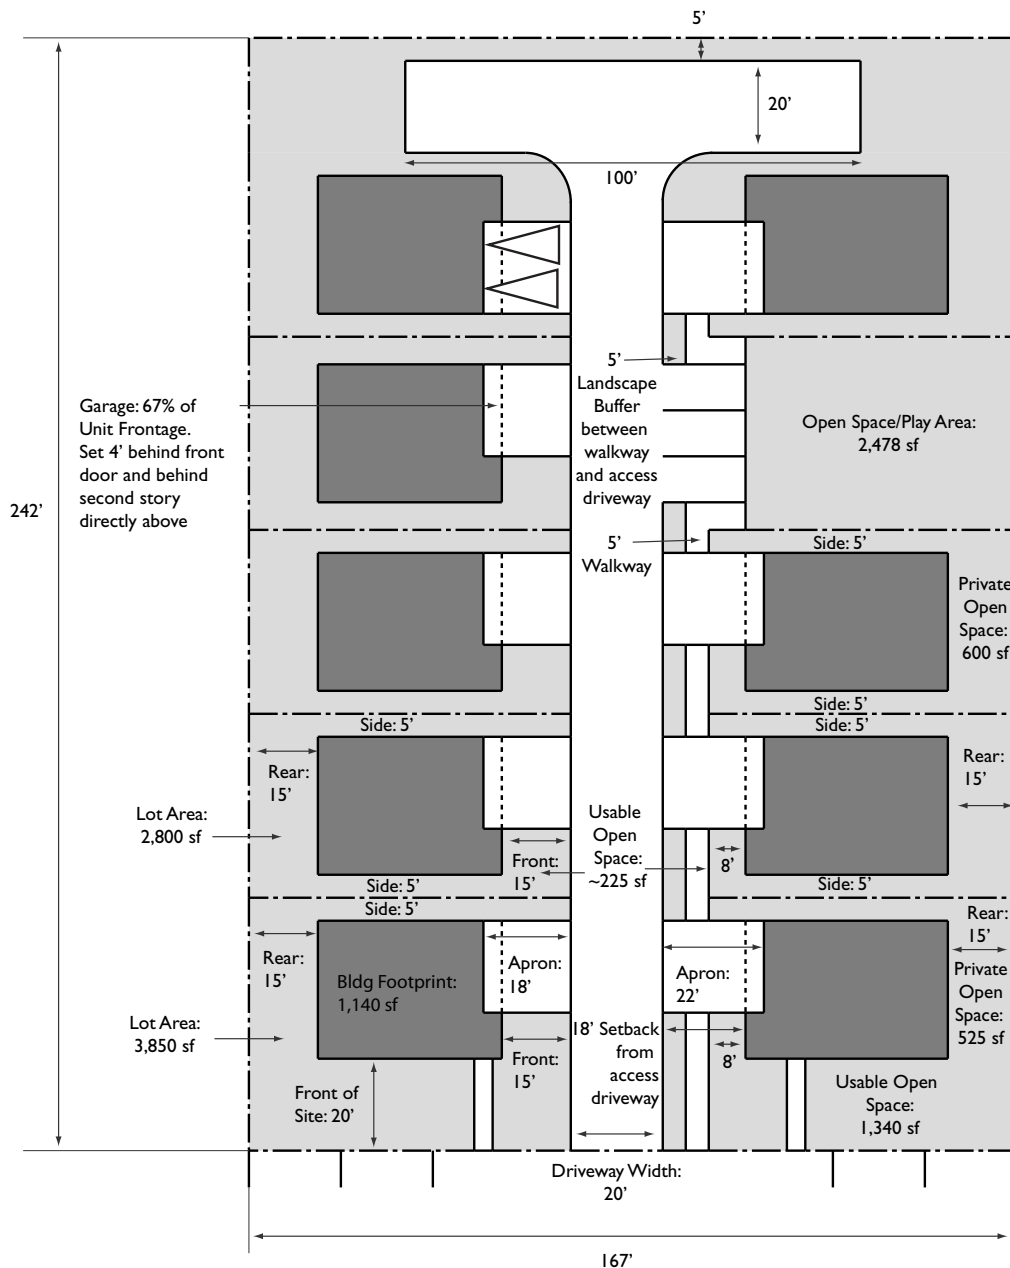 5’
20’
100’
5’
Landscape
Buffer
between
walkway
and access
driveway
Garage: 67% of
Unit Frontage.
Set 4’ behind front
door and behind
second story
directly above
Open Space/Play Area:
2,478 sf
242’
5’
Walkway
Side: 5’
Private
Open
Space:
600 sf
Side: 5’
Side: 5’
Side: 5’
Rear:
15’
Rear:
15’
Lot Area:
2,800 sf
Usable
Open
Space:
~225 sf
Front:
15’
8’
Side: 5’
Side: 5’
Side: 5’
Rear:
15’
Rear:
15’
Bldg Footprint:
1,140 sf
Apron:
18’
Apron:
22’
Private
Open
Space:
525 sf
Lot Area:
3,850 sf
Front:
15’
18’ Setback
from
access
driveway
8’
Front of
Site: 20’
Usable Open
Space:
1,340 sf
Driveway Width:
20’
167’